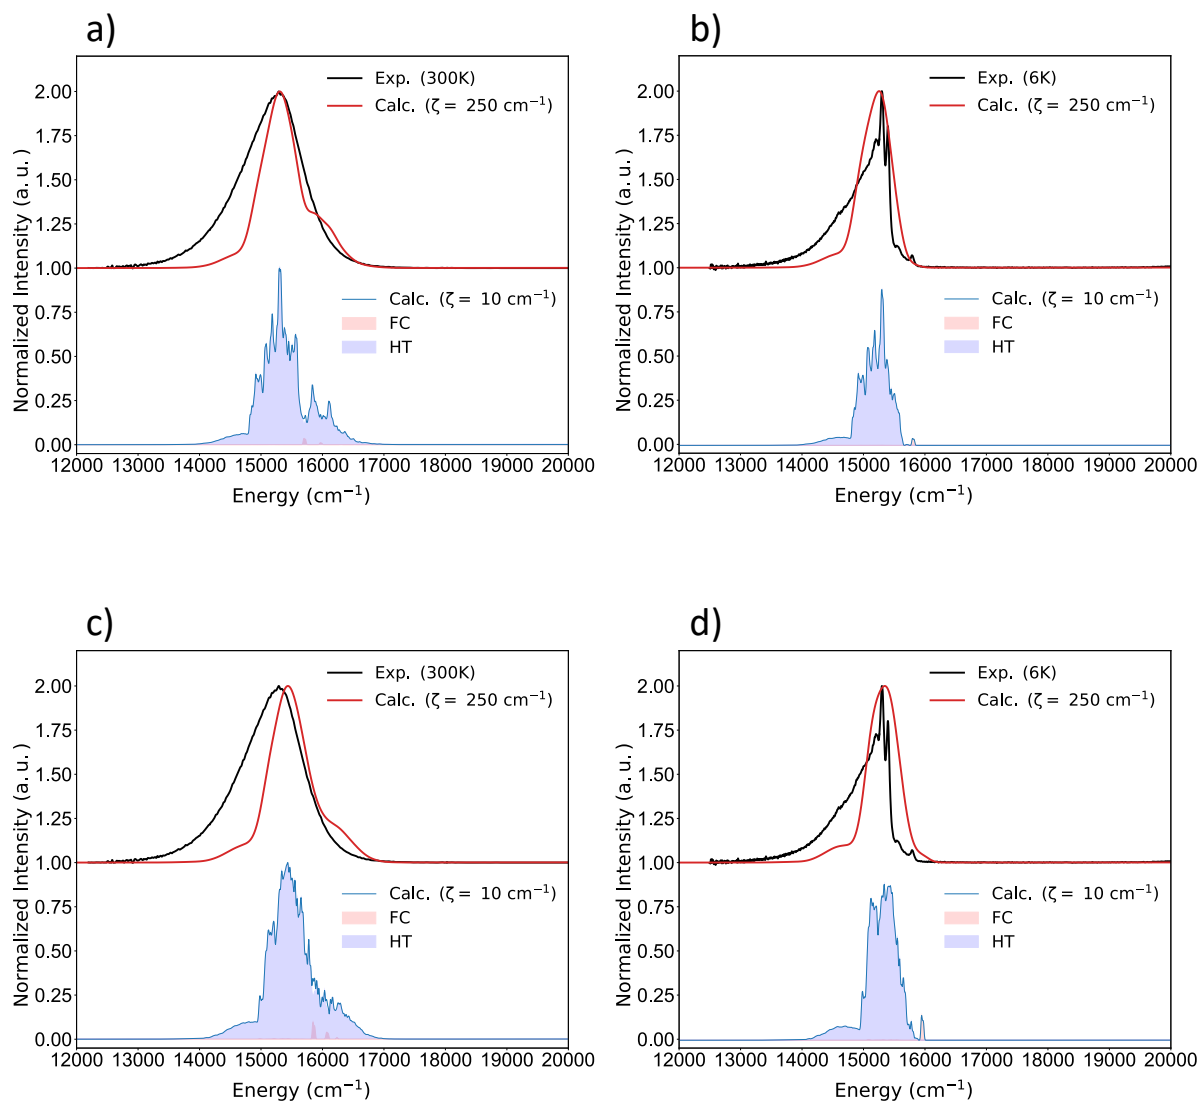 a)
Exp. (300K)
Calc. (ζ = 250 cm⁻¹)
Calc. (ζ = 10 cm⁻¹)
FC
HT
Normalized Intensity (a. u. )
2.00
1.75
1.50
1.25
1.00
0.75
0.50
0.25
0.00
12000 13000 14000 15000 16000 17000 18000 19000 20000
Energy (cm⁻¹)
b)
Exp. (6K)
Calc. (ζ = 250 cm⁻¹)
Calc. (ζ = 10 cm⁻¹)
FC
HT
Normalized Intensity (a. u. )
2.00
1.75
1.50
1.25
1.00
0.75
0.50
0.25
0.00
12000 13000 14000 15000 16000 17000 18000 19000 20000
Energy (cm⁻¹)
c)
Exp. (300K)
Calc. (ζ = 250 cm⁻¹)
Calc. (ζ = 10 cm⁻¹)
FC
HT
Normalized Intensity (a. u. )
2.00
1.75
1.50
1.25
1.00
0.75
0.50
0.25
0.00
12000 13000 14000 15000 16000 17000 18000 19000 20000
Energy (cm⁻¹)
d)
Exp. (6K)
Calc. (ζ = 250 cm⁻¹)
Calc. (ζ = 10 cm⁻¹)
FC
HT
Normalized Intensity (a. u. )
2.00
1.75
1.50
1.25
1.00
0.75
0.50
0.25
0.00
12000 13000 14000 15000 16000 17000 18000 19000 20000
Energy (cm⁻¹)